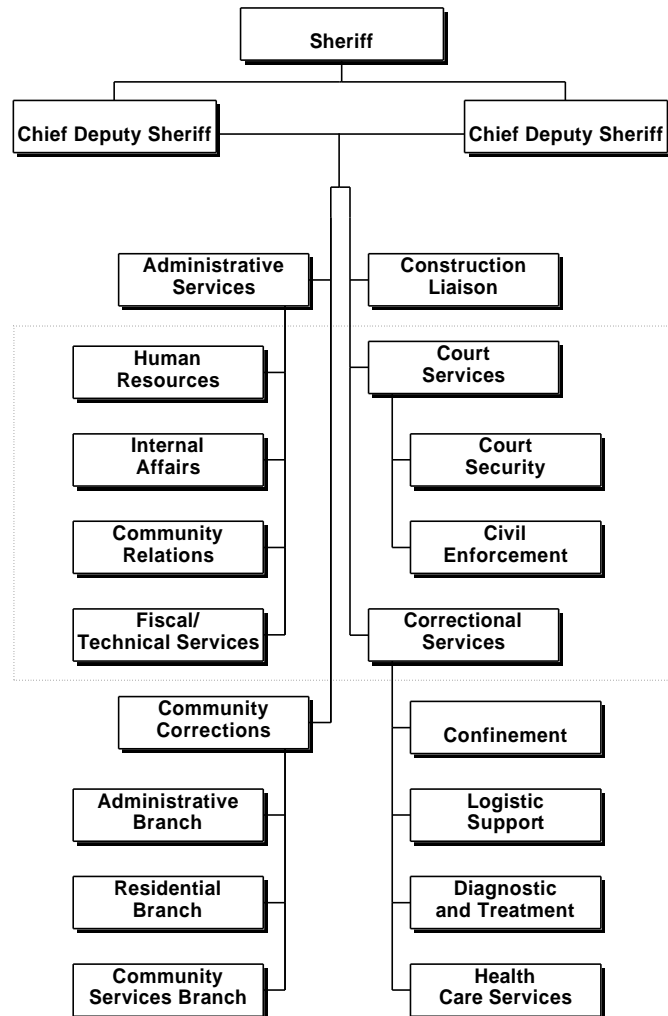 Sheriff
Chief Deputy Sheriff
Chief Deputy Sheriff
Administrative
Services
Construction
Liaison
Human
Resources
Court
Services
Internal
Affairs
Court
Security
Community
Relations
Civil
Enforcement
Fiscal/
Technical Services
Correctional
Services
Community
Corrections
Confinement
Administrative
Branch
Logistic
Support
Residential
Branch
Diagnostic
and Treatment
Community
Services Branch
Health
Care Services